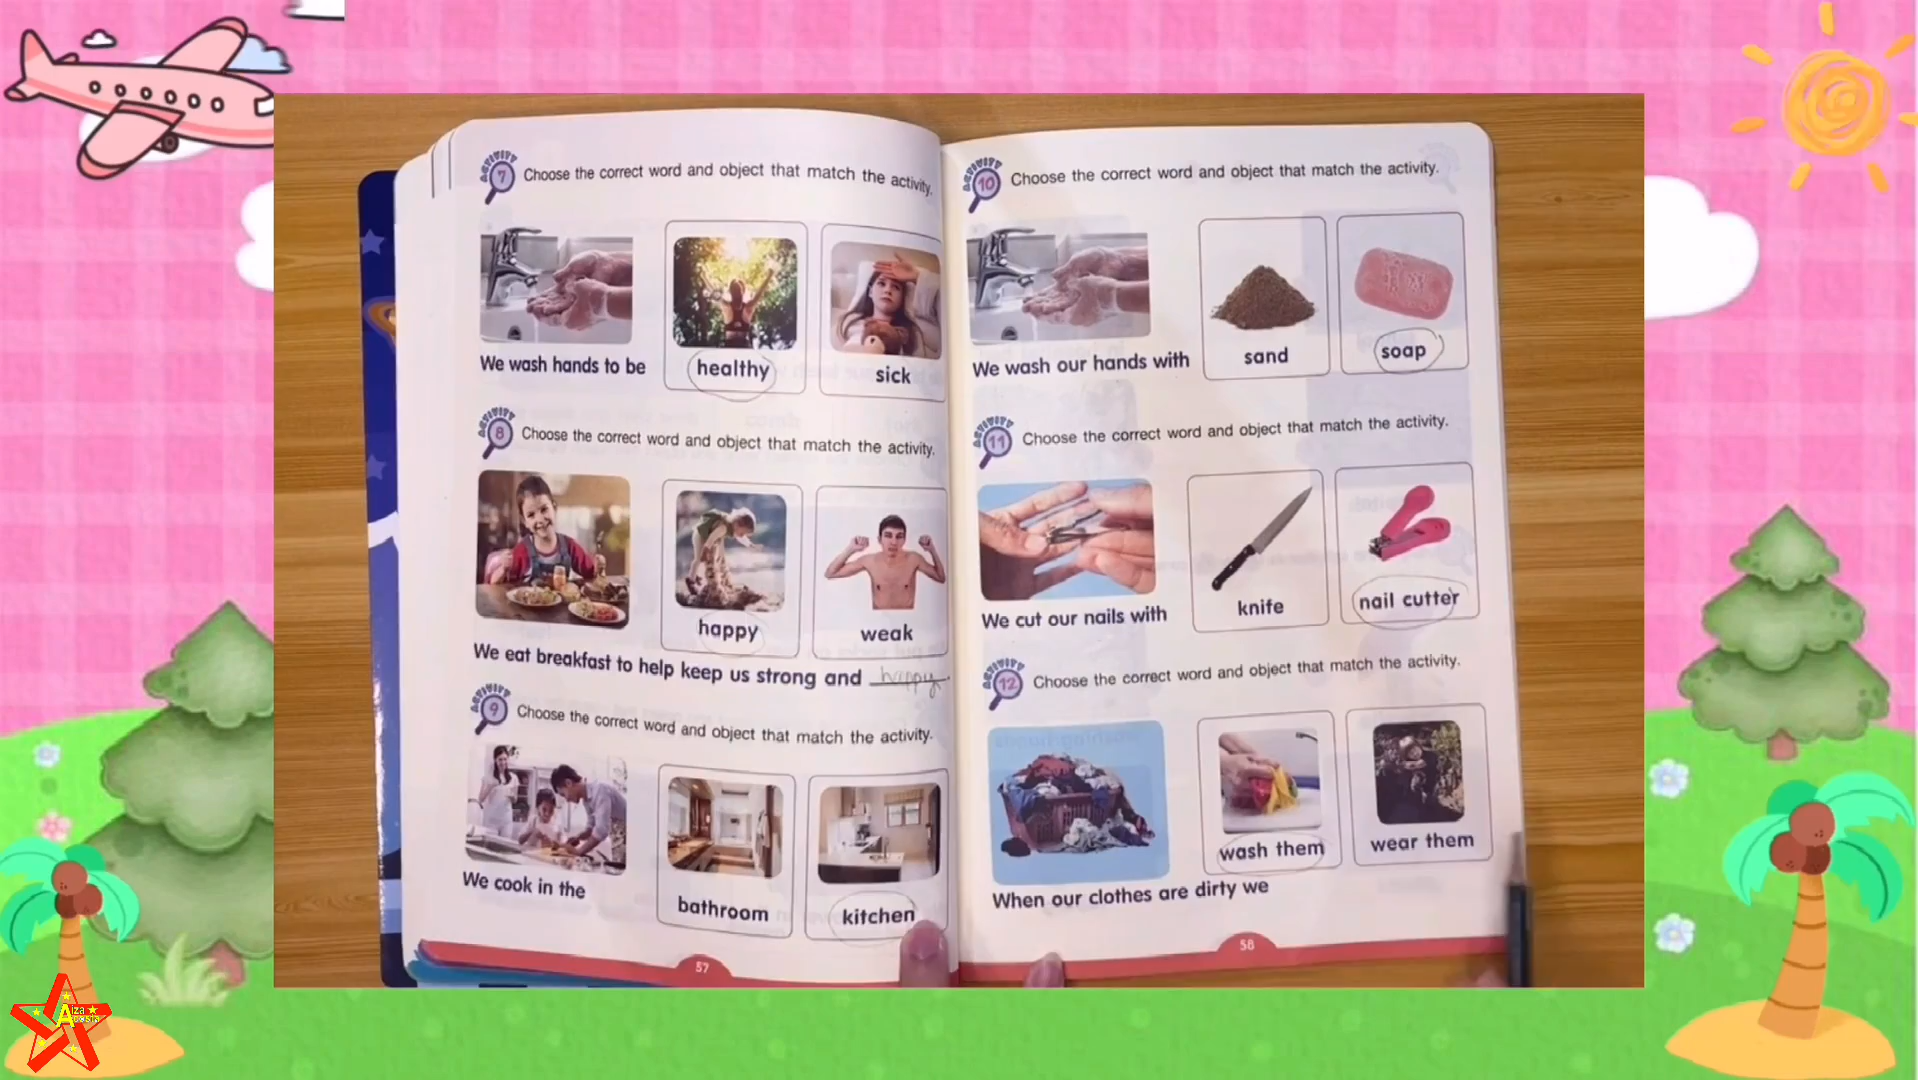 ACTIVITY 7 Choose the correct word and object that match the activity.
We wash hands to be
healthy
sick
ACTIVITY 8 Choose the correct word and object that match the activity.
happy
weak
We eat breakfast to help keep us strong and happy.
ACTIVITY 9 Choose the correct word and object that match the activity.
We cook in the
bathroom
kitchen
57
ACTIVITY 10 Choose the correct word and object that match the activity.
We wash our hands with
sand
soap
ACTIVITY 11 Choose the correct word and object that match the activity.
We cut our nails with
knife
nail cutter
ACTIVITY 12 Choose the correct word and object that match the activity.
wash them
wear them
When our clothes are dirty we
58